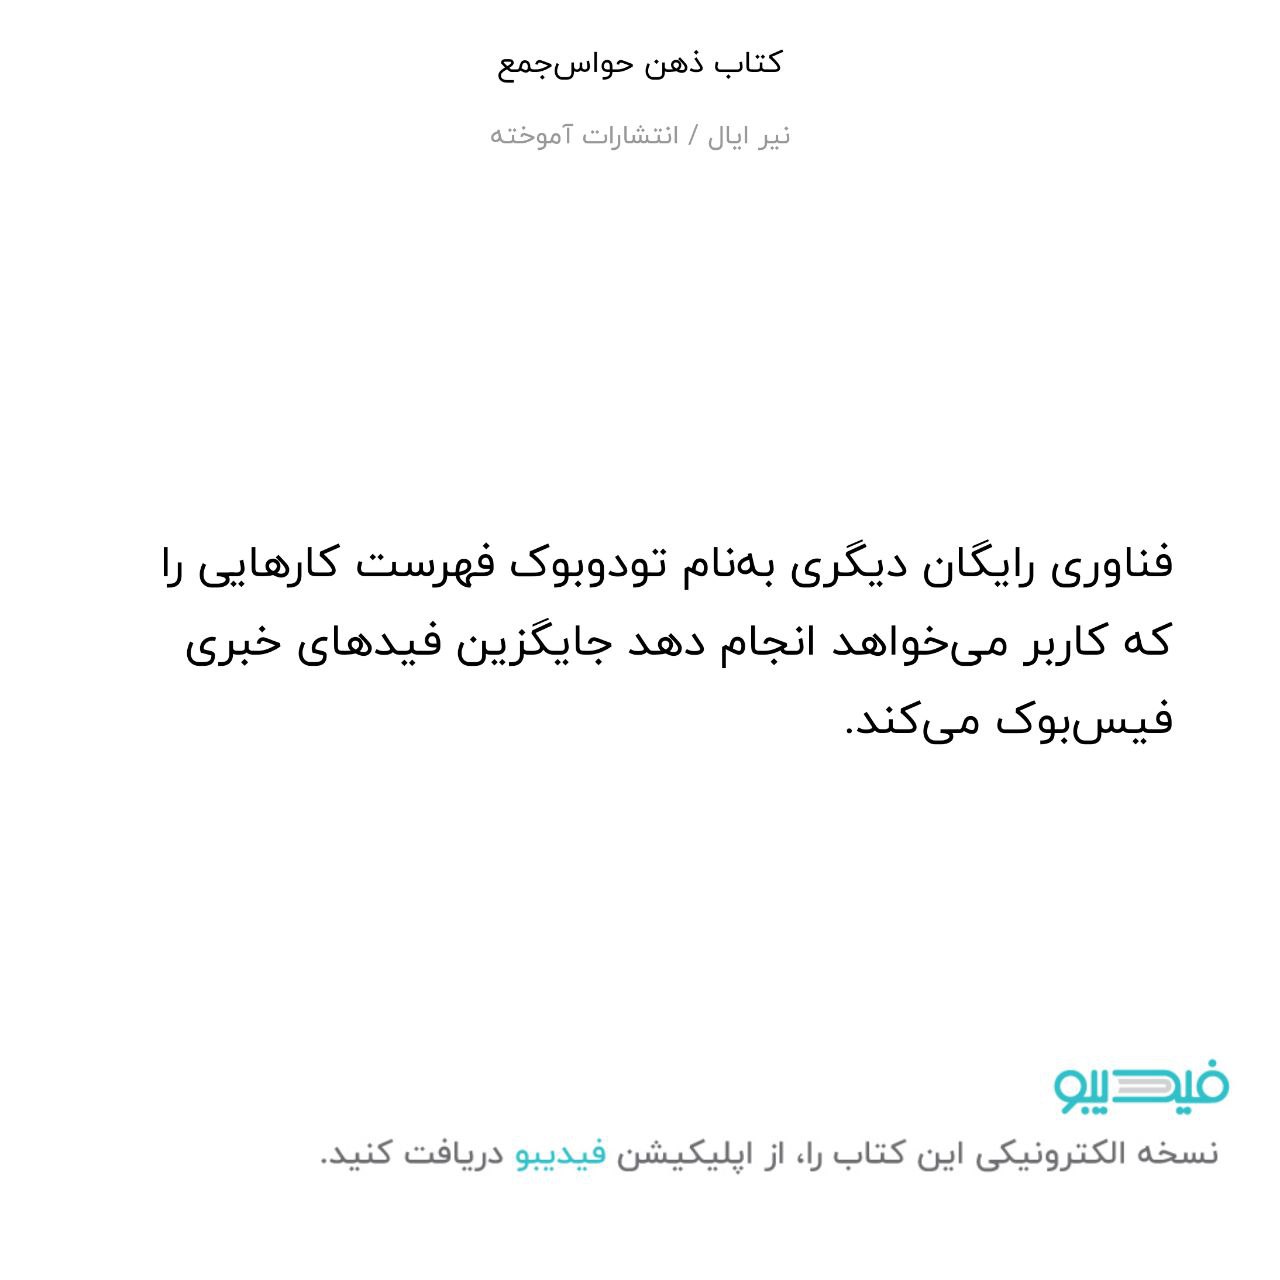 کتاب ذهن حواس‌جمع
نیر ایال / انتشارات آموخته
فناوری رایگان دیگری به‌نام تودوبوک فهرست کارهایی را
که کاربر می‌خواهد انجام دهد جایگزین فیدهای خبری
فیس‌بوک می‌کند.
فیدیبو
نسخه الکترونیکی این کتاب را، از اپلیکیشن فیدیبو دریافت کنید.